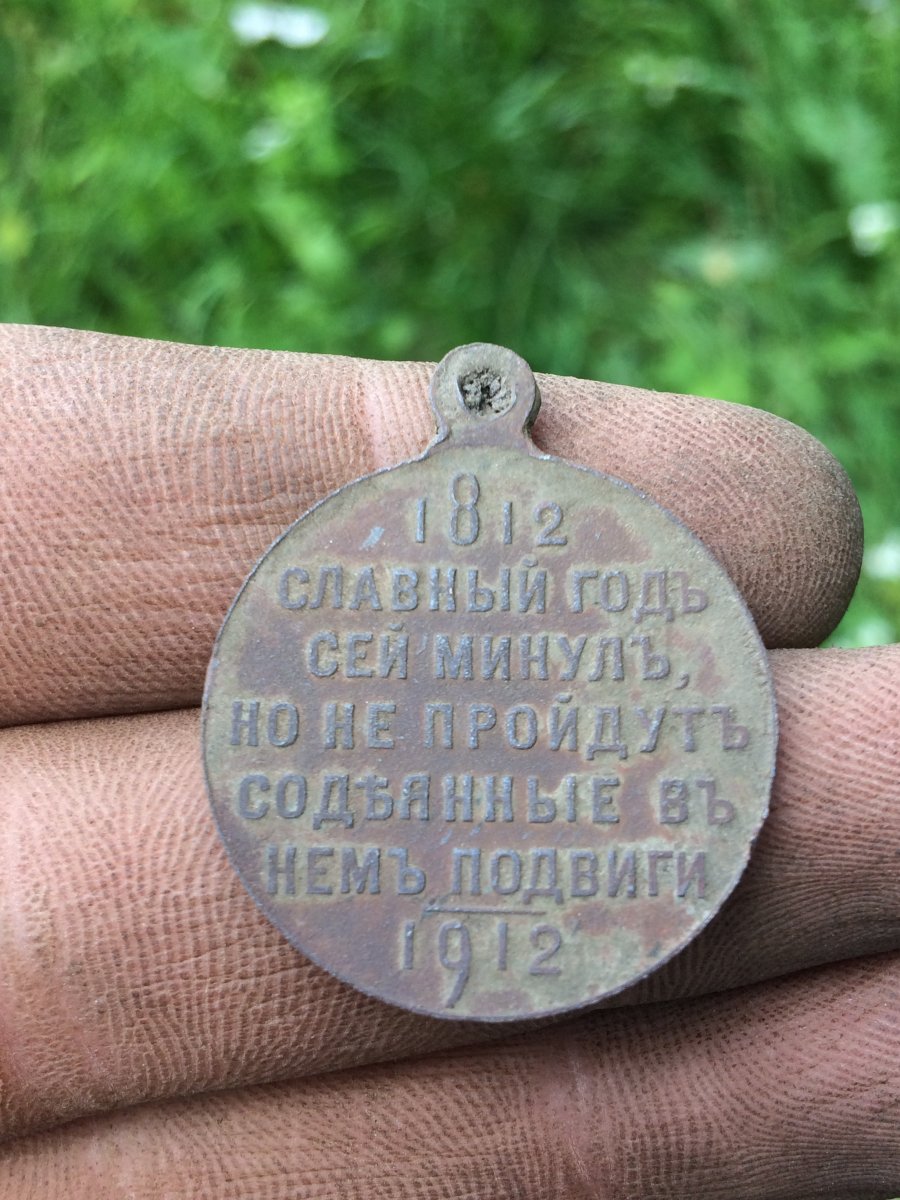 1812
СЛАВНЫЙ ГОДЪ
СЕЙ МИНУЛЪ,
НО НЕ ПРОЙДУТЪ
СОДѢЯННЫЕ ВЪ
НЕМЪ ПОДВИГИ
1912